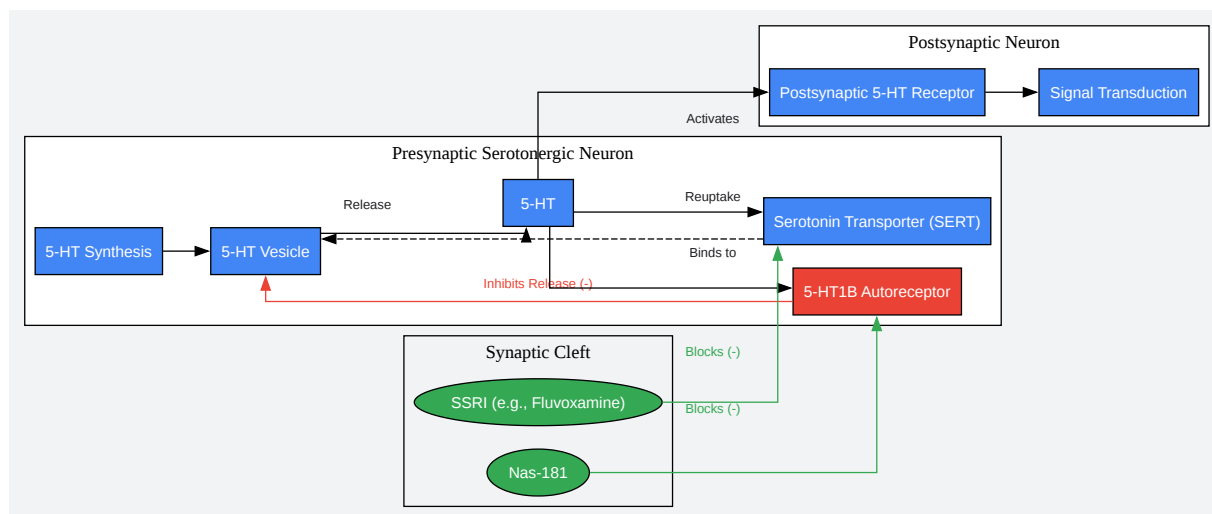 Postsynaptic Neuron
Postsynaptic 5-HT Receptor
Signal Transduction
Activates
Presynaptic Serotonergic Neuron
5-HT
Reuptake
Release
Serotonin Transporter (SERT)
5-HT Synthesis
5-HT Vesicle
Binds to
Inhibits Release (-)
5-HT1B Autoreceptor
Synaptic Cleft
Blocks (-)
SSRI (e.g., Fluvoxamine)
Blocks (-)
Nas-181